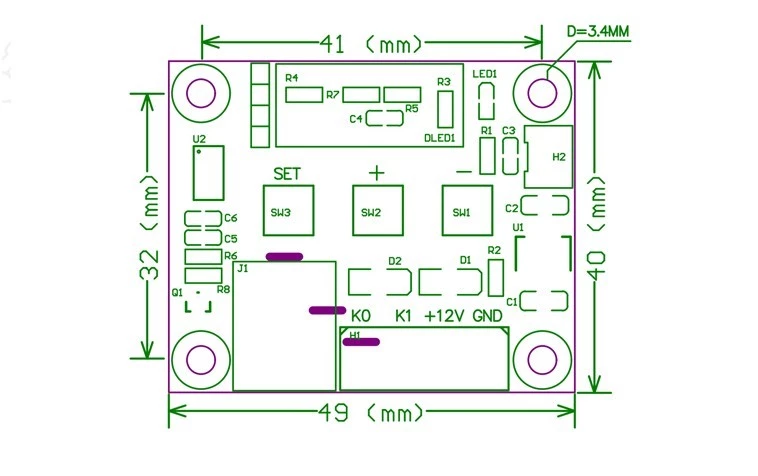 D=3.4MM
41 (mm)
R4
R7
R5
R3
LED1
C4
DLED1
R1
C3
H2
U2
SET
+
−
SW3
SW2
SW1
C2
C6
C5
U1
R6
R8
J1
D2
D1
R2
Q1
C1
K0 K1 +12V GND
H1
32 (mm)
40 (mm)
49 (mm)